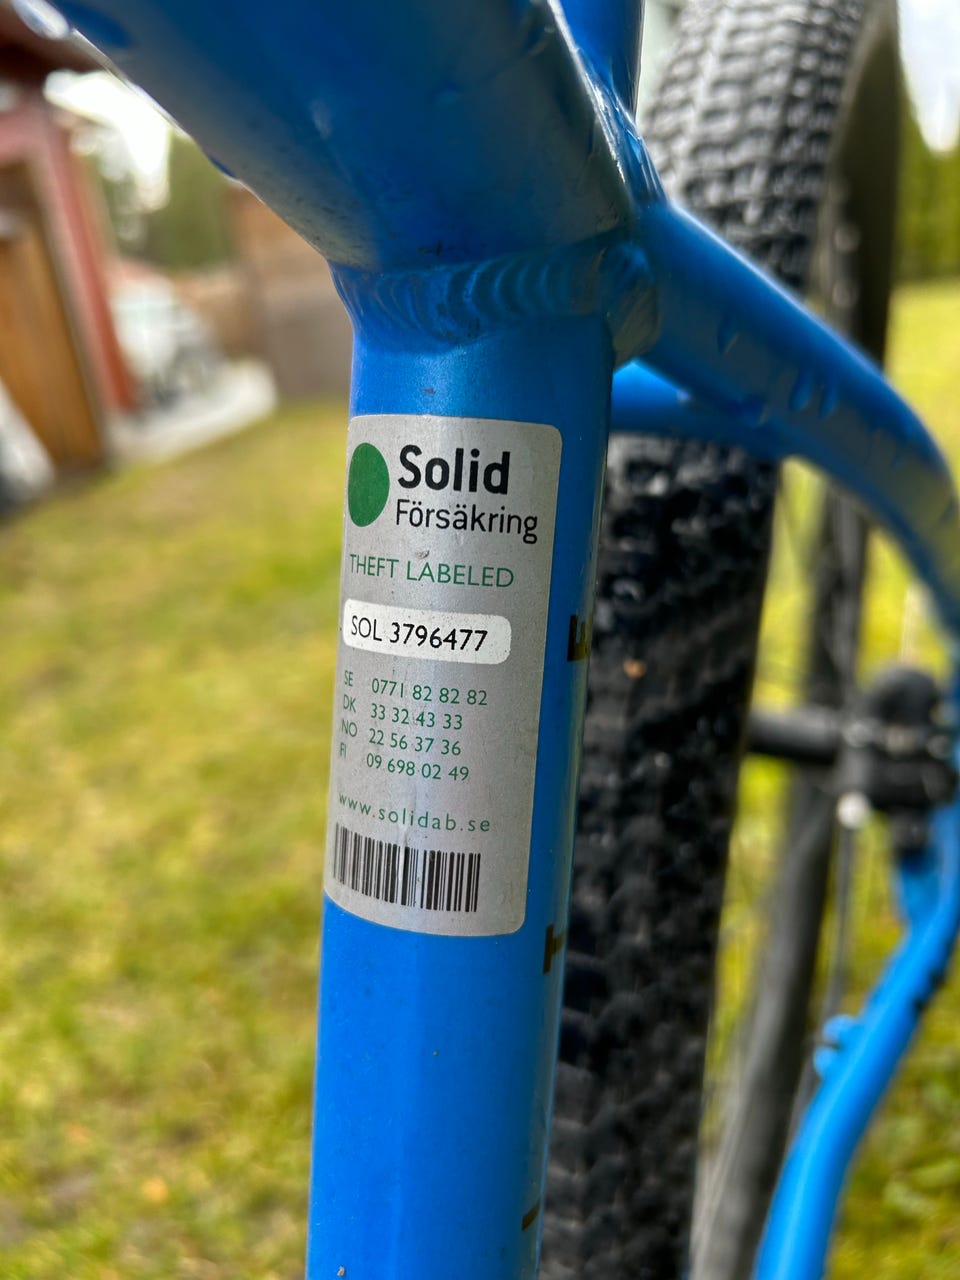 Solid
Försäkring
THEFT LABELED
SOL 3796477
SE 0771 82 82 82
DK 33 32 43 33
NO 22 56 37 36
FI 09 698 02 49
www.solidab.se